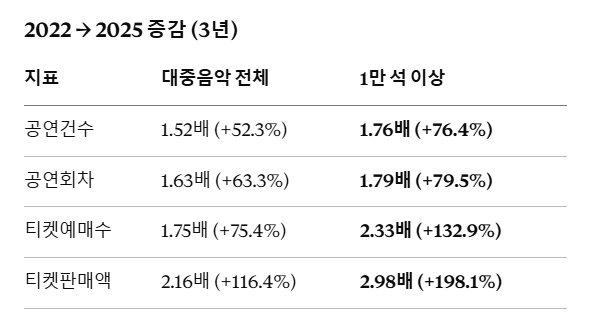 2022 → 2025 증감 (3년)
지표 대중음악 전체 1만 석 이상
공연건수 1.52배 (+52.3%) 1.76배 (+76.4%)
공연회차 1.63배 (+63.3%) 1.79배 (+79.5%)
티켓예매수 1.75배 (+75.4%) 2.33배 (+132.9%)
티켓판매액 2.16배 (+116.4%) 2.98배 (+198.1%)